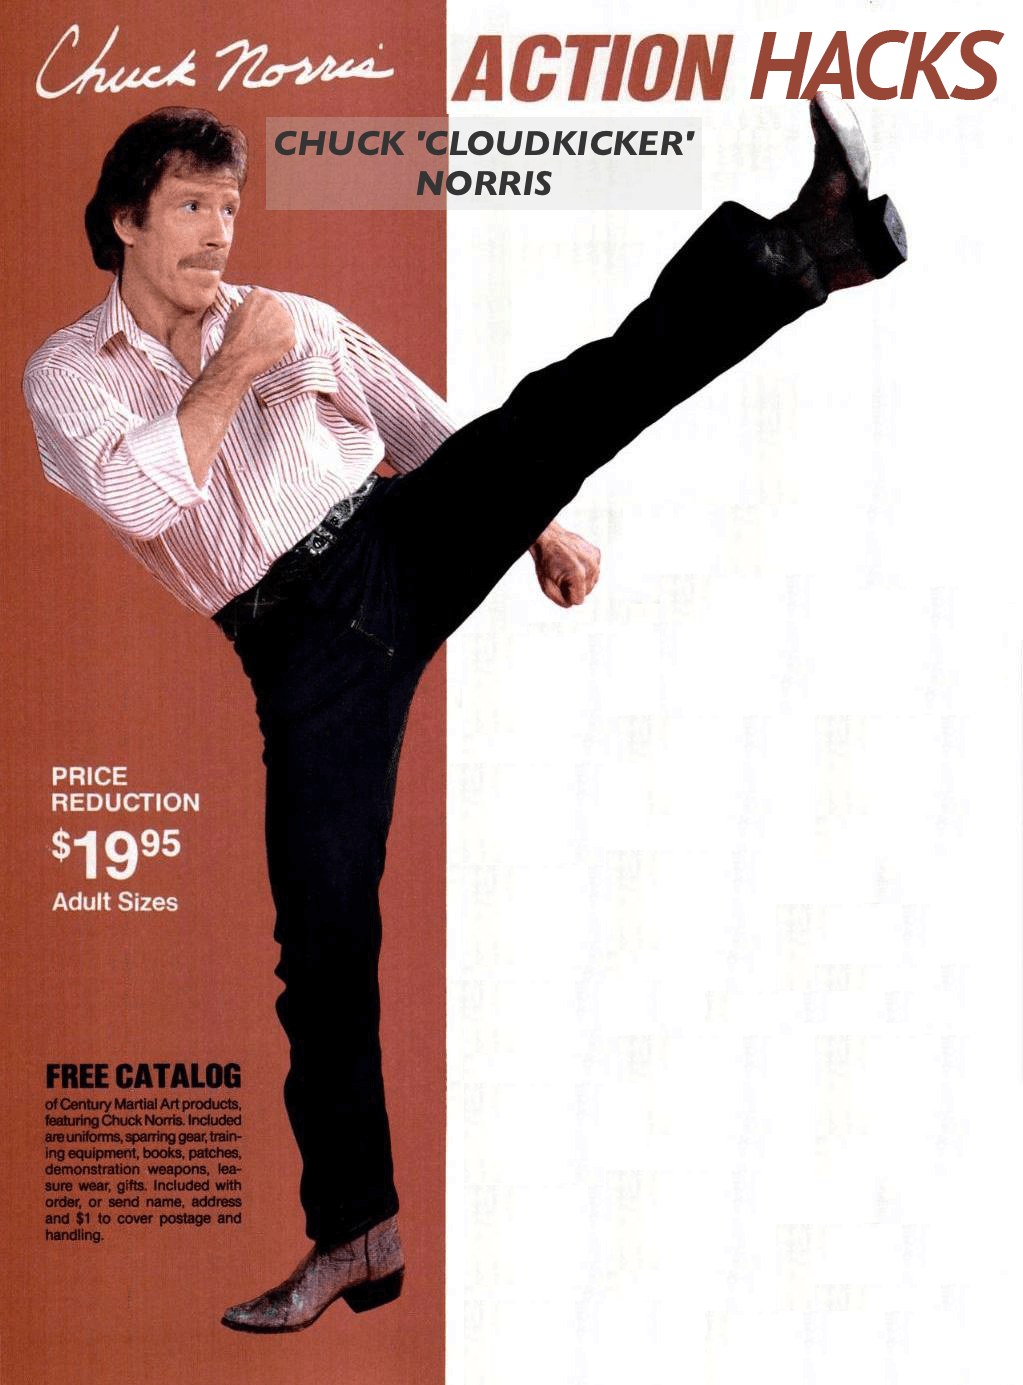 Chuck Norris
ACTION HACKS
CHUCK 'CLOUDKICKER'
NORRIS
PRICE
REDUCTION
$19 95
Adult Sizes
FREE CATALOG
of Century Martial Art products,
featuring Chuck Norris. Included
are uniforms, sparring gear, train-
ing equipment, books, patches,
demonstration weapons, lea-
sure wear, gifts. Included with
order, or send name, address
and $1 to cover postage and
handling.